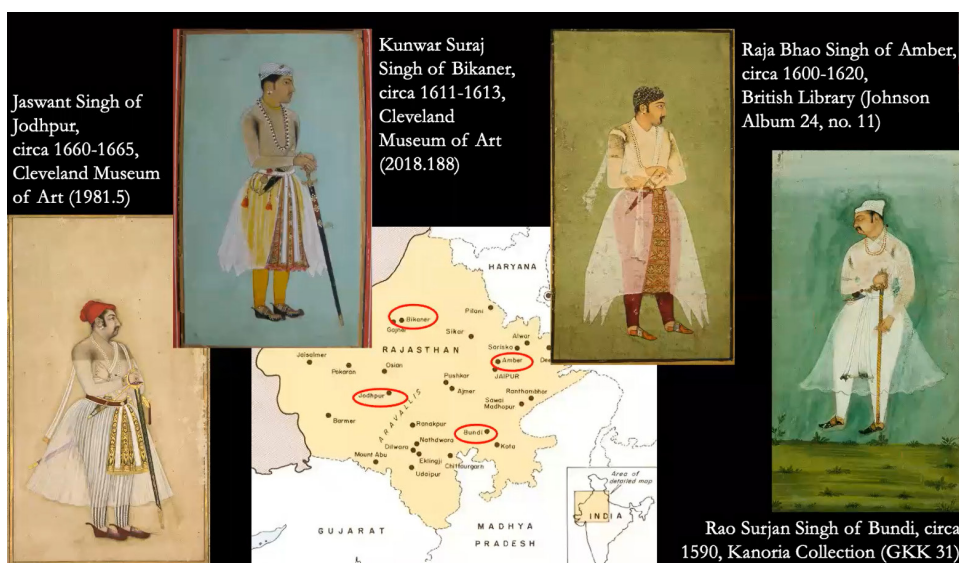 Jaswant Singh of
Jodhpur,
circa 1660-1665,
Cleveland Museum
of Art (1981.5)
Kunwar Suraj
Singh of Bikaner,
circa 1611-1613,
Cleveland
Museum of Art
(2018.188)
Raja Bhao Singh of Amber,
circa 1600-1620,
British Library (Johnson
Album 24, no. 11)
HARYANA
Bikaner
Pilani
Sikar
Alwar
Sariska
RAJASTHAN
Amber
Jaisalmer
Osian
JAIPUR
Pokaran
Pushkar
Ajmer
Ranthambhor
Jodhpur
Sawai
Madhopur
ARAVALLIS
Barmer
Ranakpur
Bundi
Nathdwara
Kota
Dilwara
Eklingji
Mount Abu
Chittaurgarh
Udaipur
Area of
detailed map
INDIA
GUJARAT
MADHYA
PRADESH
Rao Surjan Singh of Bundi, circa
1590, Kanoria Collection (GKK 31)